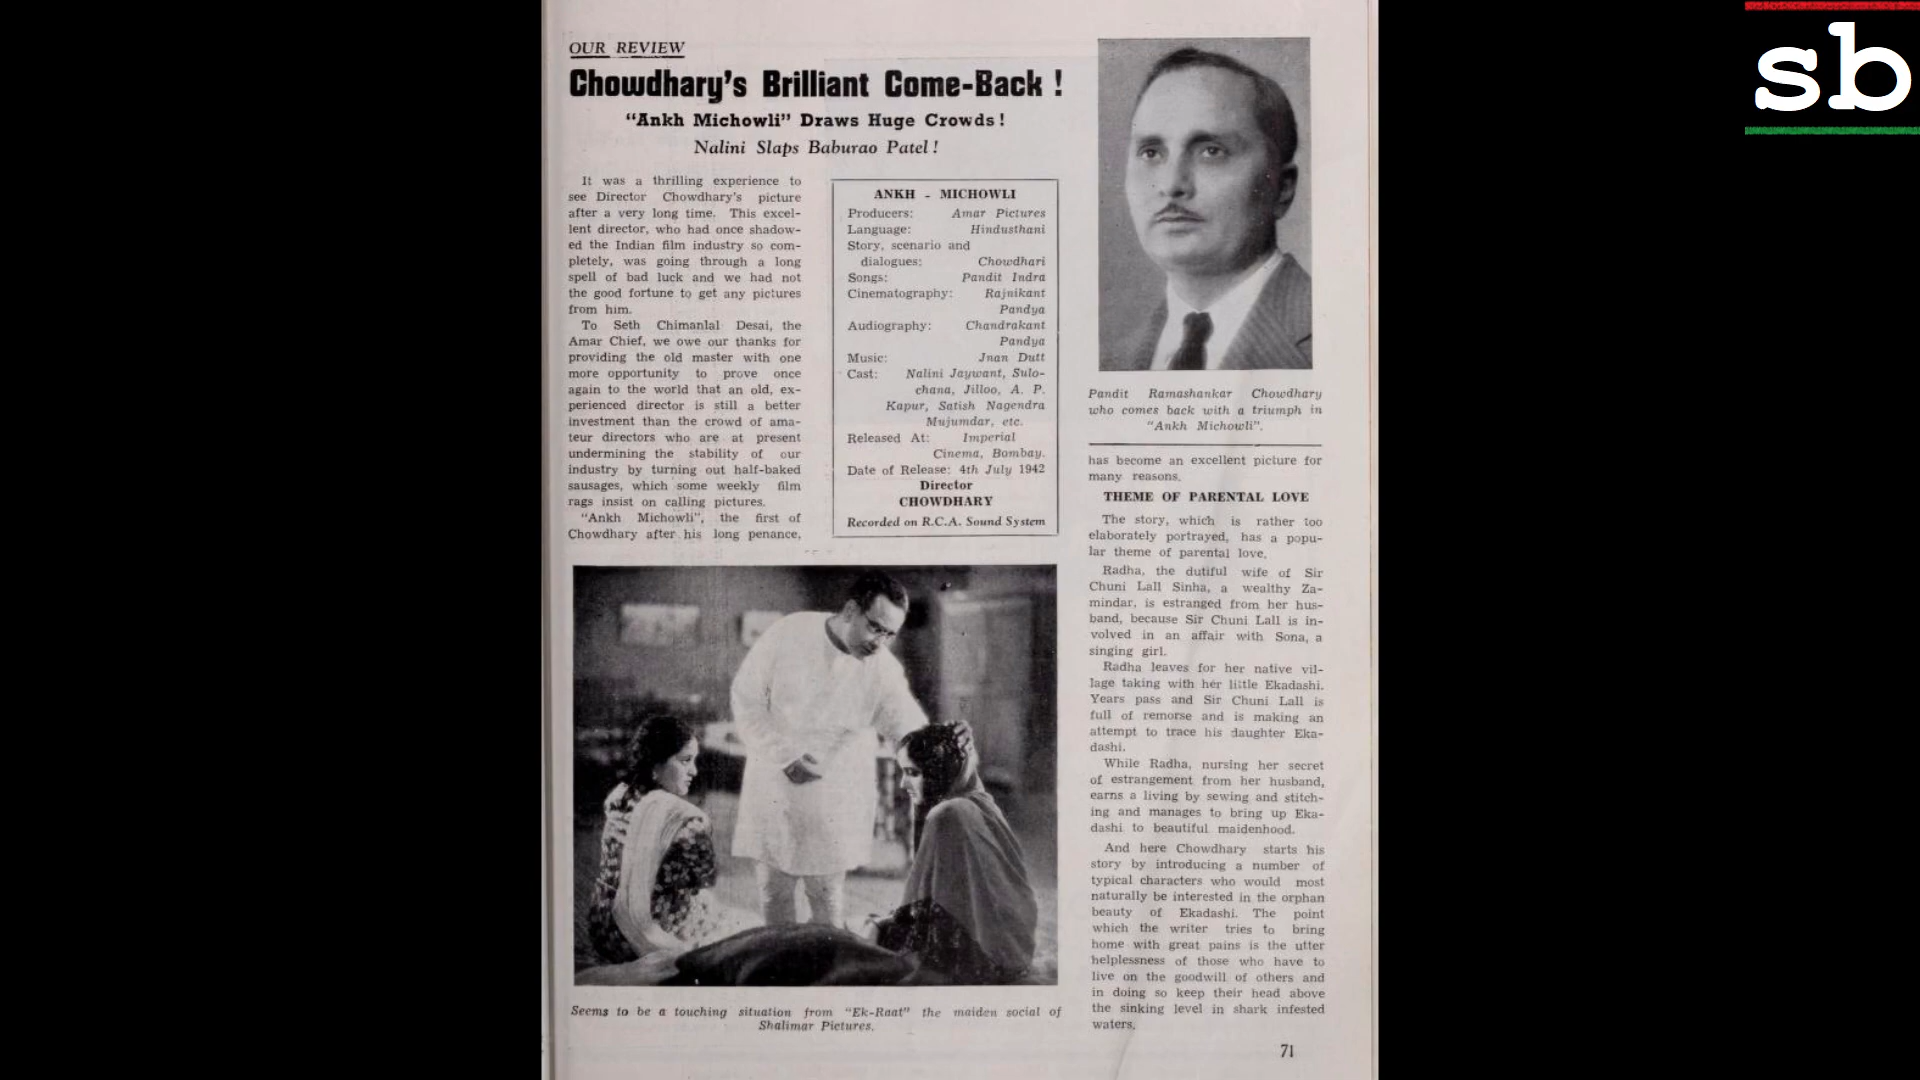 OUR REVIEW
Chowdhary's Brilliant Come-Back !
"Ankh Michowli" Draws Huge Crowds !
Nalini Slaps Baburao Patel !
It was a thrilling experience to
see Director Chowdhary's picture
after a very long time. This excel-
lent director, who had once shadow-
ed the Indian film industry so com-
pletely, was going through a long
spell of bad luck and we had not
the good fortune to get any pictures
from him.
To Seth Chimanlal Desai, the
Amar Chief, we owe our thanks for
providing the old master with one
more opportunity to prove once
again to the world that an old, ex-
perienced director is still a better
investment than the crowd of ama-
teur directors who are at present
undermining the stability of our
industry by turning out half-baked
sausages, which some weekly film
rags insist on calling pictures.
"Ankh Michowli", the first of
Chowdhary after his long penance,
ANKH - MICHOWLI
Producers: Amar Pictures
Language: Hindusthani
Story, scenario and
dialogues: Chowdhari
Songs: Pandit Indra
Cinematography: Rajnikant
Pandya
Audiography: Chandrakant
Pandya
Music: Jnan Dutt
Cast: Nalini Jaywant, Sulo-
chana, Jilloo, A. P.
Kapur, Satish Nagendra
Mujumdar, etc.
Released At: Imperial
Cinema, Bombay.
Date of Release: 4th July 1942
Director
CHOWDHARY
Recorded on R.C.A. Sound System
Seems to be a touching situation from "Ek-Raat" the maiden social of
Shalimar Pictures.
Pandit Ramashankar Chowdhary
who comes back with a triumph in
"Ankh Michowli".
has become an excellent picture for
many reasons.
THEME OF PARENTAL LOVE
The story, which is rather too
elaborately portrayed, has a popu-
lar theme of parental love.
Radha, the dutiful wife of Sir
Chuni Lall Sinha, a wealthy Za-
mindar, is estranged from her hus-
band, because Sir Chuni Lall is in-
volved in an affair with Sona, a
singing girl.
Radha leaves for her native vil-
lage taking with her little Ekadashi.
Years pass and Sir Chuni Lall is
full of remorse and is making an
attempt to trace his daughter Eka-
dashi.
While Radha, nursing her secret
of estrangement from her husband,
earns a living by sewing and stitch-
ing and manages to bring up Eka-
dashi to beautiful maidenhood.
And here Chowdhary starts his
story by introducing a number of
typical characters who would most
naturally be interested in the orphan
beauty of Ekadashi. The point
which the writer tries to bring
home with great pains is the utter
helplessness of those who have to
live on the goodwill of others and
in doing so keep their head above
the sinking level in shark infested
waters.
71
sb